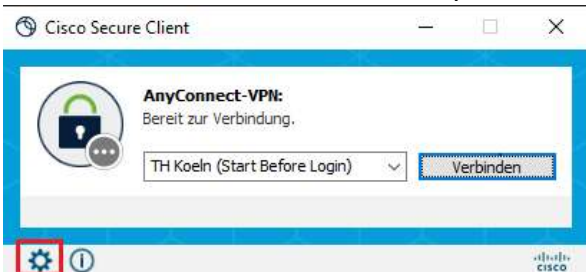 Cisco Secure Client
AnyConnect-VPN:
Bereit zur Verbindung.
TH Koeln (Start Before Login)
Verbinden
cisco